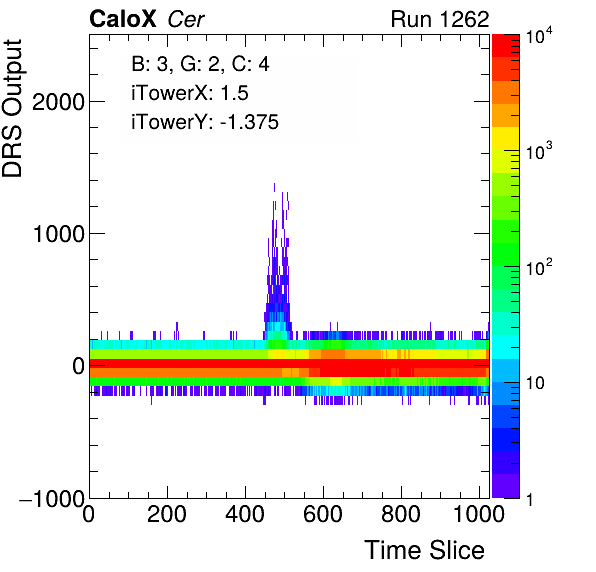 CaloX Cer Run 1262
B: 3, G: 2, C: 4
iTowerX: 1.5
iTowerY: -1.375
DRS Output
2000
1000
0
−1000
0 200 400 600 800 1000
Time Slice
10^4
10^3
10^2
10
1